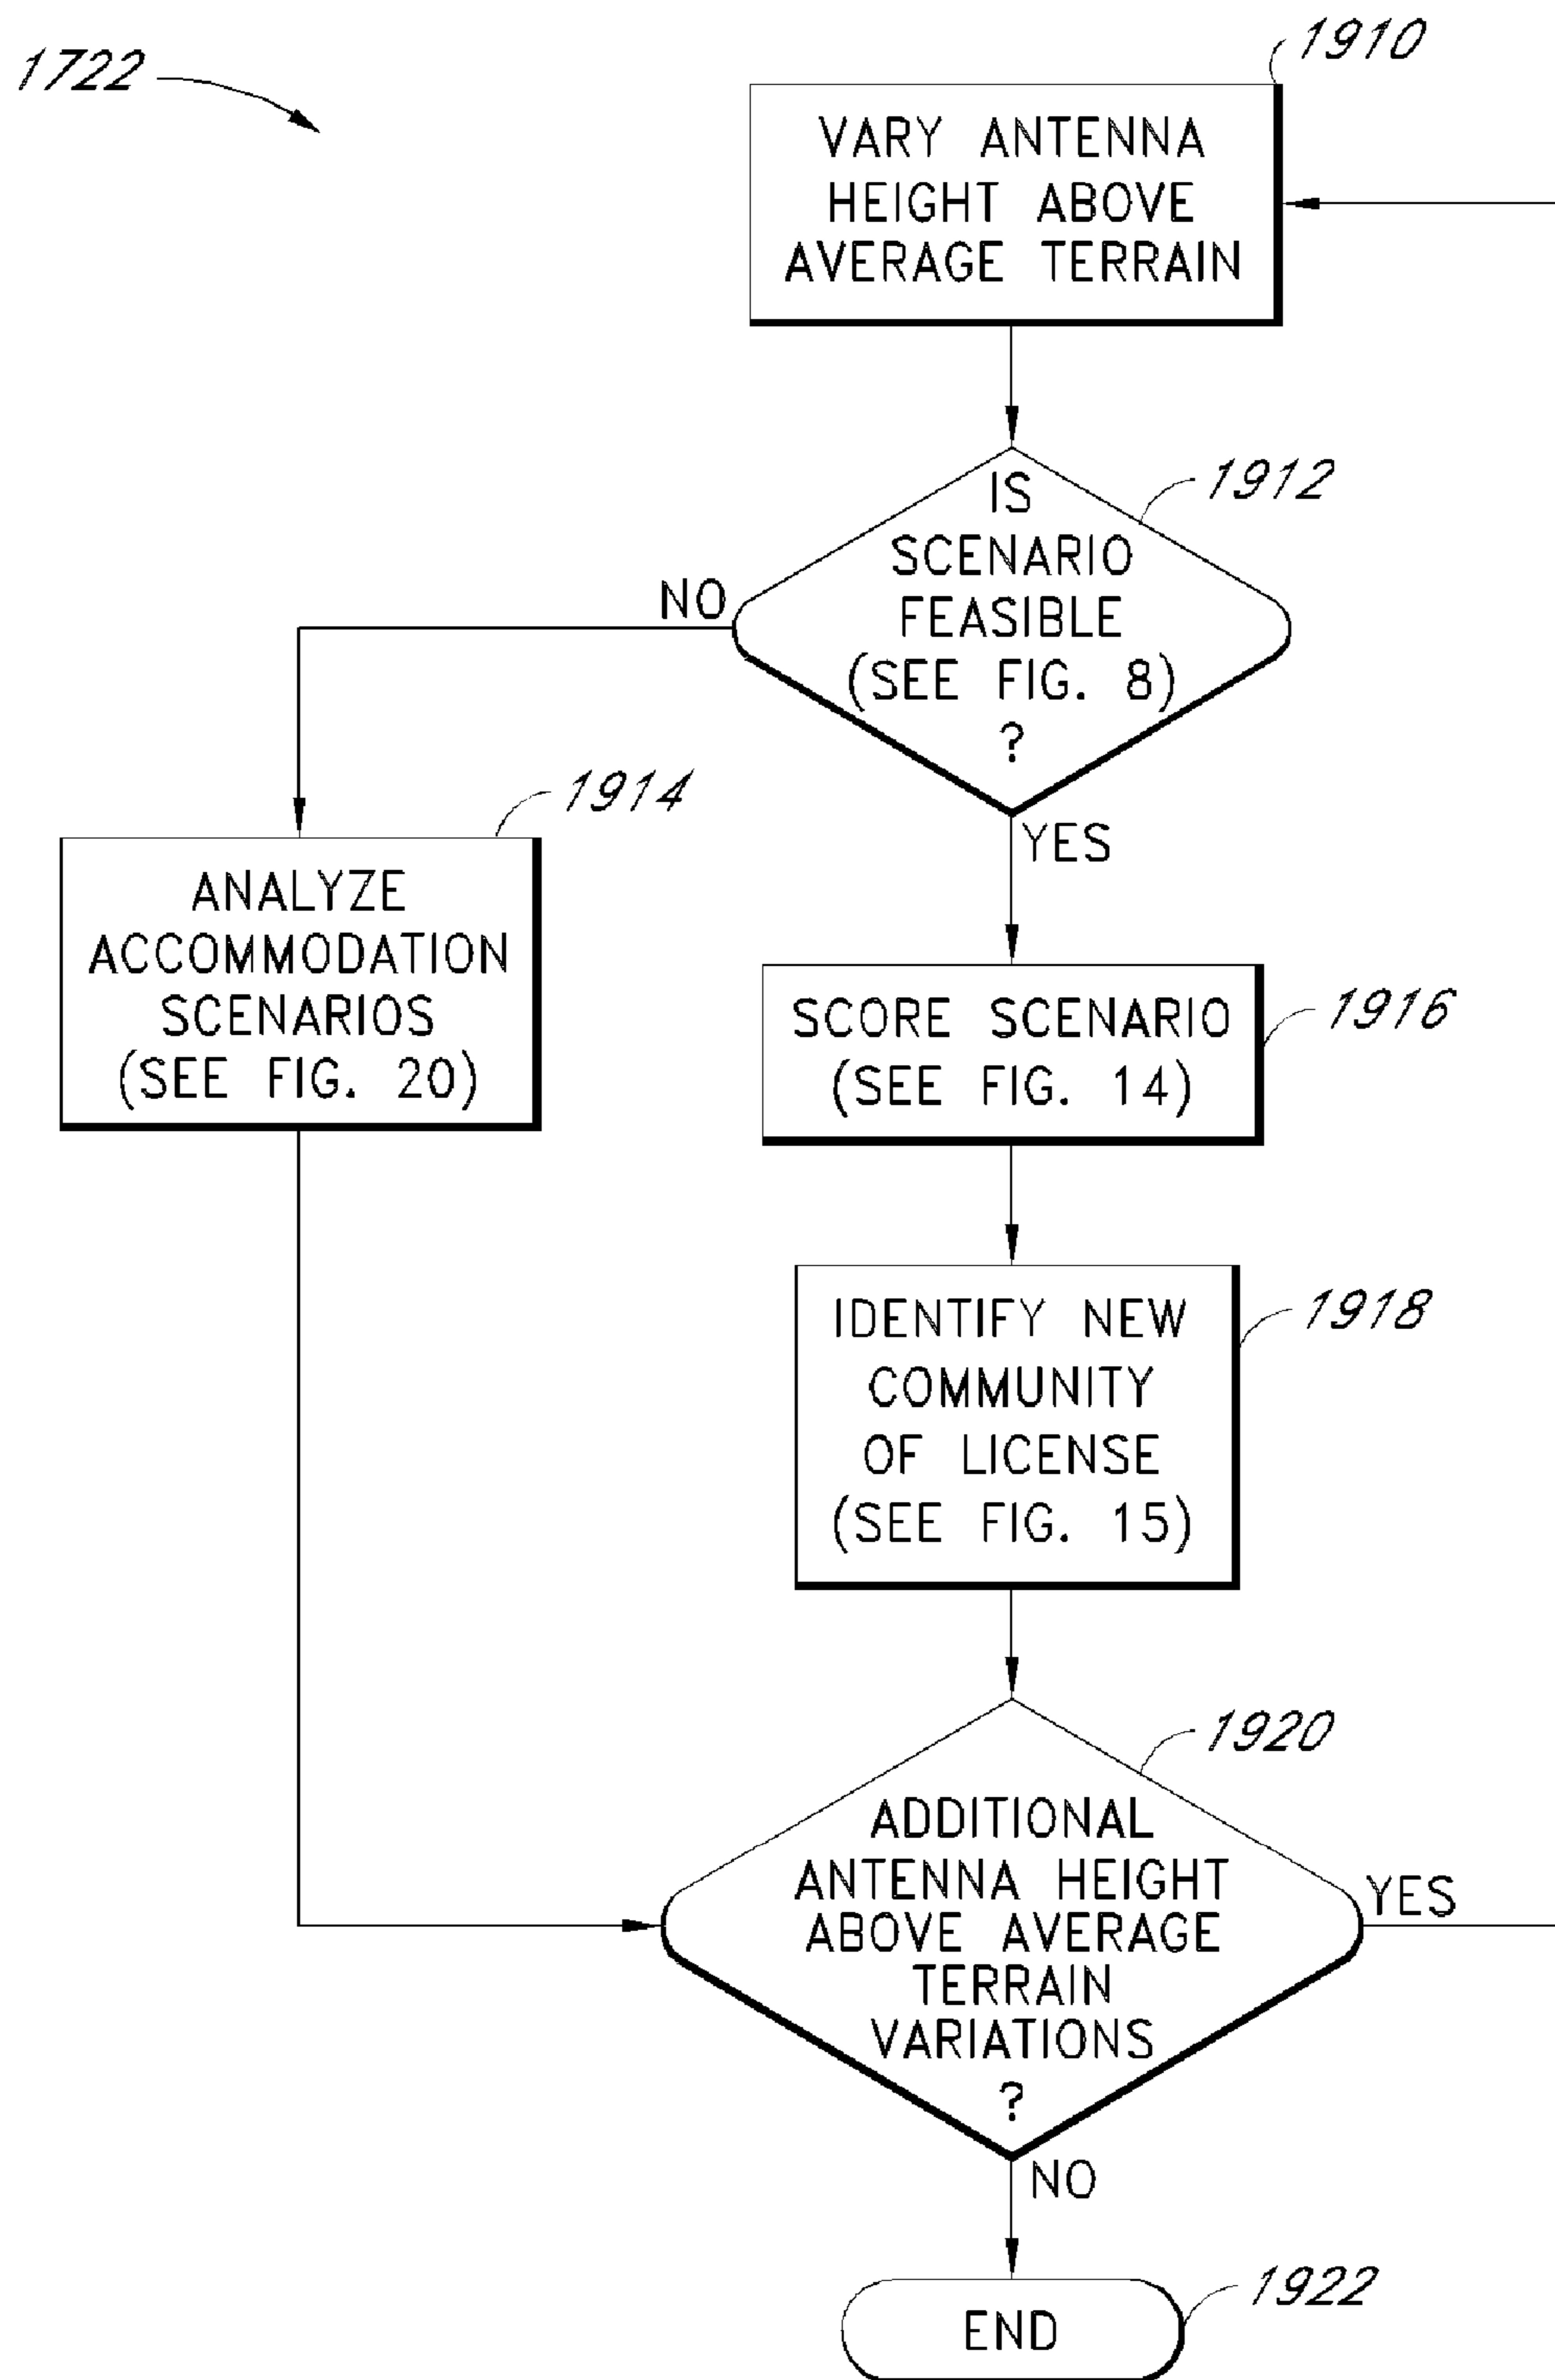 1722
1910
VARY ANTENNA
HEIGHT ABOVE
AVERAGE TERRAIN
1912
IS
SCENARIO
FEASIBLE
(SEE FIG. 8)
?
NO
YES
1914
ANALYZE
ACCOMMODATION
SCENARIOS
(SEE FIG. 20)
1916
SCORE SCENARIO
(SEE FIG. 14)
1918
IDENTIFY NEW
COMMUNITY
OF LICENSE
(SEE FIG. 15)
1920
ADDITIONAL
ANTENNA HEIGHT
ABOVE AVERAGE
TERRAIN
VARIATIONS
?
YES
NO
1922
END